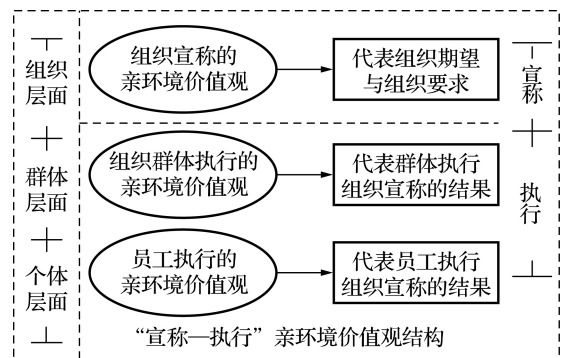 组织
层面
组织宣称的
亲环境价值观
代表组织期望
与组织要求
宣
称
群体
层面
组织群体执行的
亲环境价值观
代表群体执行
组织宣称的结果
执
行
个体
层面
员工执行的
亲环境价值观
代表员工执行
组织宣称的结果
“宣称—执行”亲环境价值观结构